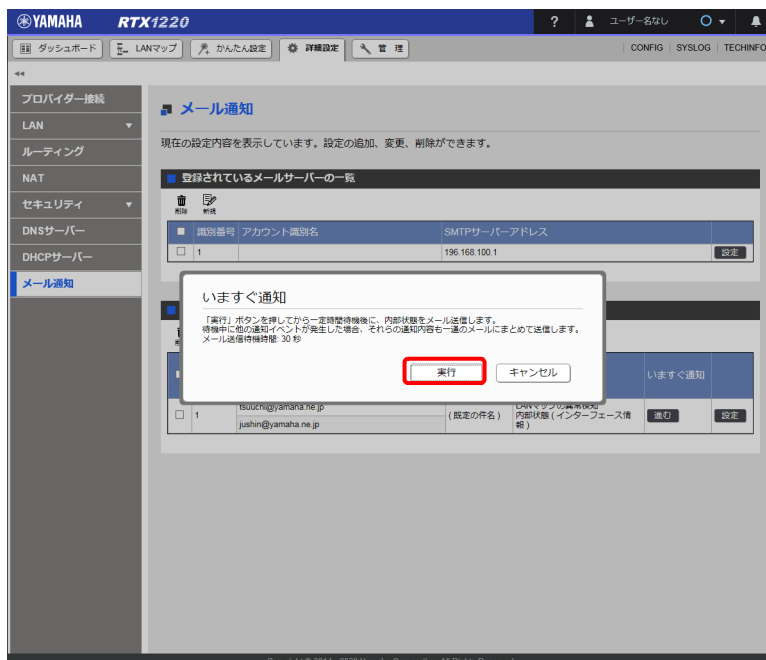 YAMAHA RTX1220 ? ユーザー名なし
ダッシュボード LANマップ かんたん設定 詳細設定 管 理 CONFIG SYSLOG TECHINFO
プロバイダー接続
LAN
ルーティング
NAT
セキュリティ
DNSサーバー
DHCPサーバー
メール通知
メール通知
現在の設定内容を表示しています。設定の追加、変更、削除ができます。
登録されているメールサーバーの一覧
削除 新規
識別番号 アカウント識別名 SMTPサーバーアドレス
1 196.168.100.1 設定
いますぐ通知
「実行」ボタンを押してから一定時間待機後に、内部状態をメール送信します。
待機中に他の通知イベントが発生した場合、それらの通知内容も一通のメールにまとめて送信します。
メール送信待機時間: 30 秒
実行 キャンセル
いますぐ通知
1 tsuuchi@yamaha.ne.jp
jushin@yamaha.ne.jp
(既定の件名)
LANマップの異常検知
内部状態 ( インターフェース情
報 )
進む 設定